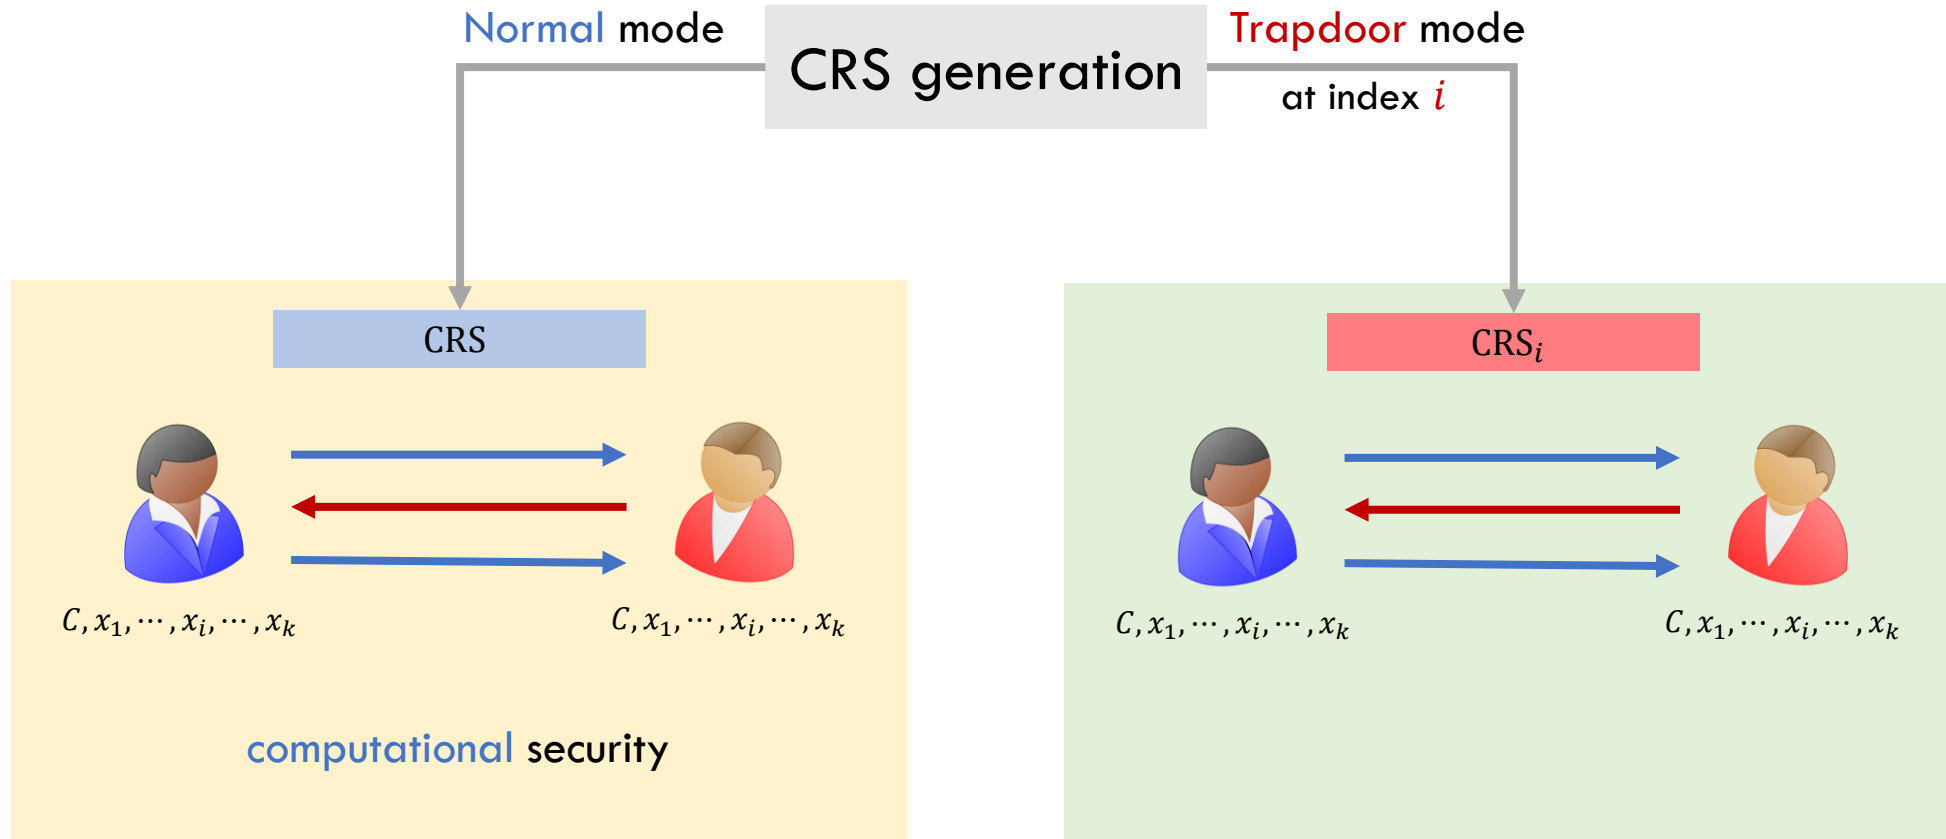 Normal mode
CRS generation
Trapdoor mode
at index i
CRS
CRSᵢ
C, x₁, ⋯, xᵢ, ⋯, xₖ
C, x₁, ⋯, xᵢ, ⋯, xₖ
C, x₁, ⋯, xᵢ, ⋯, xₖ
C, x₁, ⋯, xᵢ, ⋯, xₖ
computational security